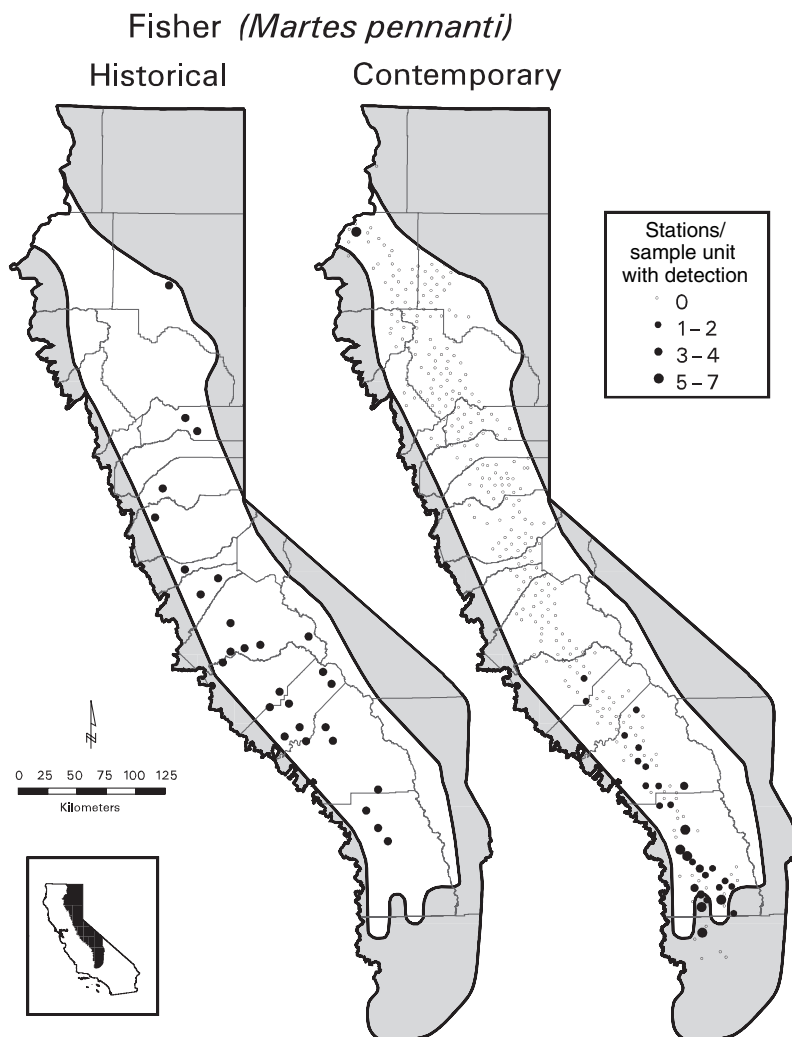 Fisher (Martes pennanti)
Historical
Contemporary
Stations/
sample unit
with detection
0
1–2
3–4
5–7
N
0 25 50 75 100 125
Kilometers